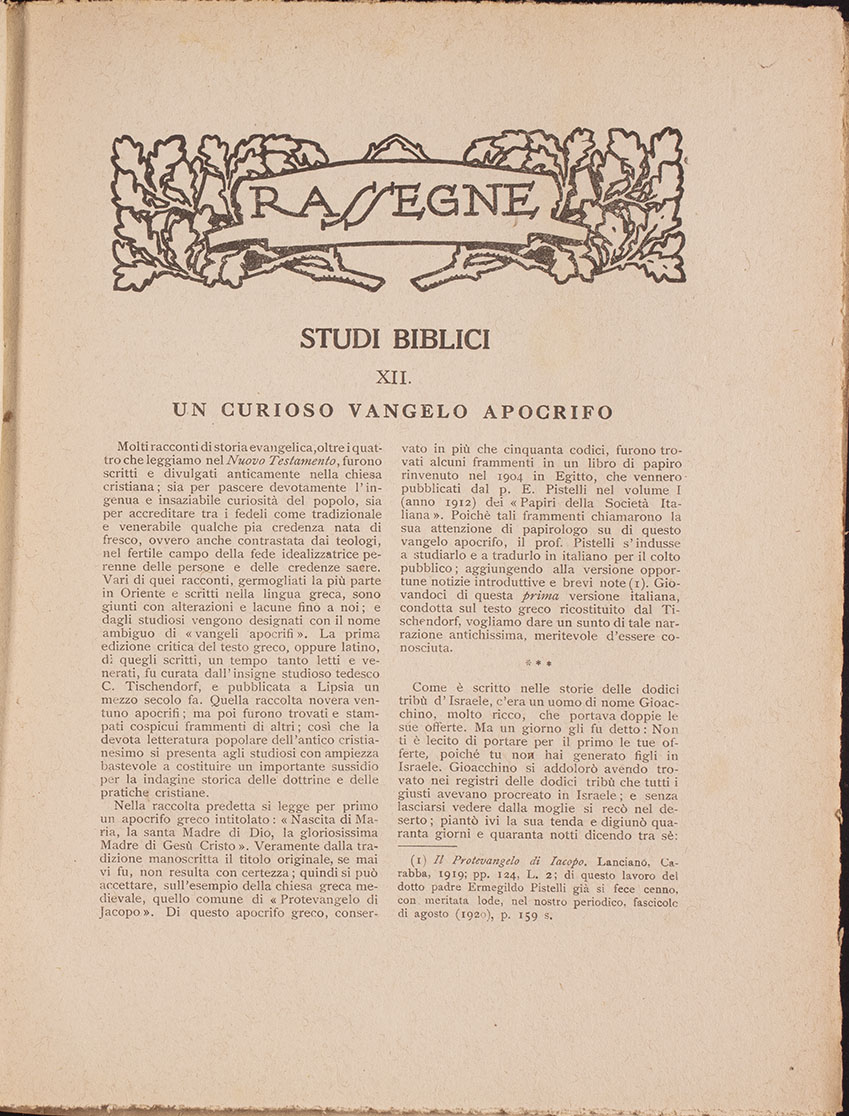 RASSEGNE
STUDI BIBLICI
XII.
UN CURIOSO VANGELO APOCRIFO
Molti racconti di storia evangelica, oltre i quat-
tro che leggiamo nel Nuovo Testamento, furono
scritti e divulgati anticamente nella chiesa
cristiana; sia per pascere devotamente l'in-
genua e insaziabile curiosità del popolo, sia
per accreditare tra i fedeli come tradizionale
e venerabile qualche pia credenza nata di
fresco, ovvero anche contrastata dai teologi,
nel fertile campo della fede idealizzatrice pe-
renne delle persone e delle credenze sacre.
Vari di quei racconti, germogliati la più parte
in Oriente e scritti nella lingua greca, sono
giunti con alterazioni e lacune fino a noi; e
dagli studiosi vengono designati con il nome
ambiguo di «vangeli apocrifi». La prima
edizione critica del testo greco, oppure latino,
di quegli scritti, un tempo tanto letti e ve-
nerati, fu curata dall'insigne studioso tedesco
C. Tischendorf, e pubblicata a Lipsia un
mezzo secolo fa. Quella raccolta novera ven-
tuno apocrifi; ma poi furono trovati e stam-
pati cospicui frammenti di altri; così che la
devota letteratura popolare dell'antico cristia-
nesimo si presenta agli studiosi con ampiezza
bastevole a costituire un importante sussidio
per la indagine storica delle dottrine e delle
pratiche cristiane.
Nella raccolta predetta si legge per primo
un apocrifo greco intitolato: «Nascita di Ma-
ria, la santa Madre di Dio, la gloriosissima
Madre di Gesù Cristo». Veramente dalla tra-
dizione manoscritta il titolo originale, se mai
vi fu, non resulta con certezza; quindi si può
accettare, sull'esempio della chiesa greca me-
dievale, quello comune di «Protevangelo di
Jacopo». Di questo apocrifo greco, conser-
vato in più che cinquanta codici, furono tro-
vati alcuni frammenti in un libro di papiro
rinvenuto nel 1904 in Egitto, che vennero
pubblicati dal p. E. Pistelli nel volume I
(anno 1912) dei «Papiri della Società Ita-
liana». Poichè tali frammenti chiamarono la
sua attenzione di papirologo su di questo
vangelo apocrifo, il prof. Pistelli s'indusse
a studiarlo e a tradurlo in italiano per il colto
pubblico; aggiungendo alla versione oppor-
tune notizie introduttive e brevi note (1). Gio-
vandoci di questa prima versione italiana,
condotta sul testo greco ricostituito dal Ti-
schendorf, vogliamo dare un sunto di tale nar-
razione antichissima, meritevole d'essere co-
nosciuta.
***
Come è scritto nelle storie delle dodici
tribù d'Israele, c'era un uomo di nome Gioac-
chino, molto ricco, che portava doppie le
sue offerte. Ma un giorno gli fu detto: Non
ti è lecito di portare per il primo le tue of-
ferte, poichè tu non hai generato figli in
Israele. Gioacchino si addolorò avendo tro-
vato nei registri delle dodici tribù che tutti i
giusti avevano procreato in Israele; e senza
lasciarsi vedere dalla moglie si recò nel de-
serto; piantò ivi la sua tenda e digiunò qua-
ranta giorni e quaranta notti dicendo tra sè:
(1) Il Protevangelo di Iacopo. Lanciano, Ca-
rabba, 1919; pp. 124, L. 2; di questo lavoro del
dotto padre Ermegildo Pistelli già si fece cenno,
con meritata lode, nel nostro periodico, fascicolo
di agosto (1920), p. 159 s.